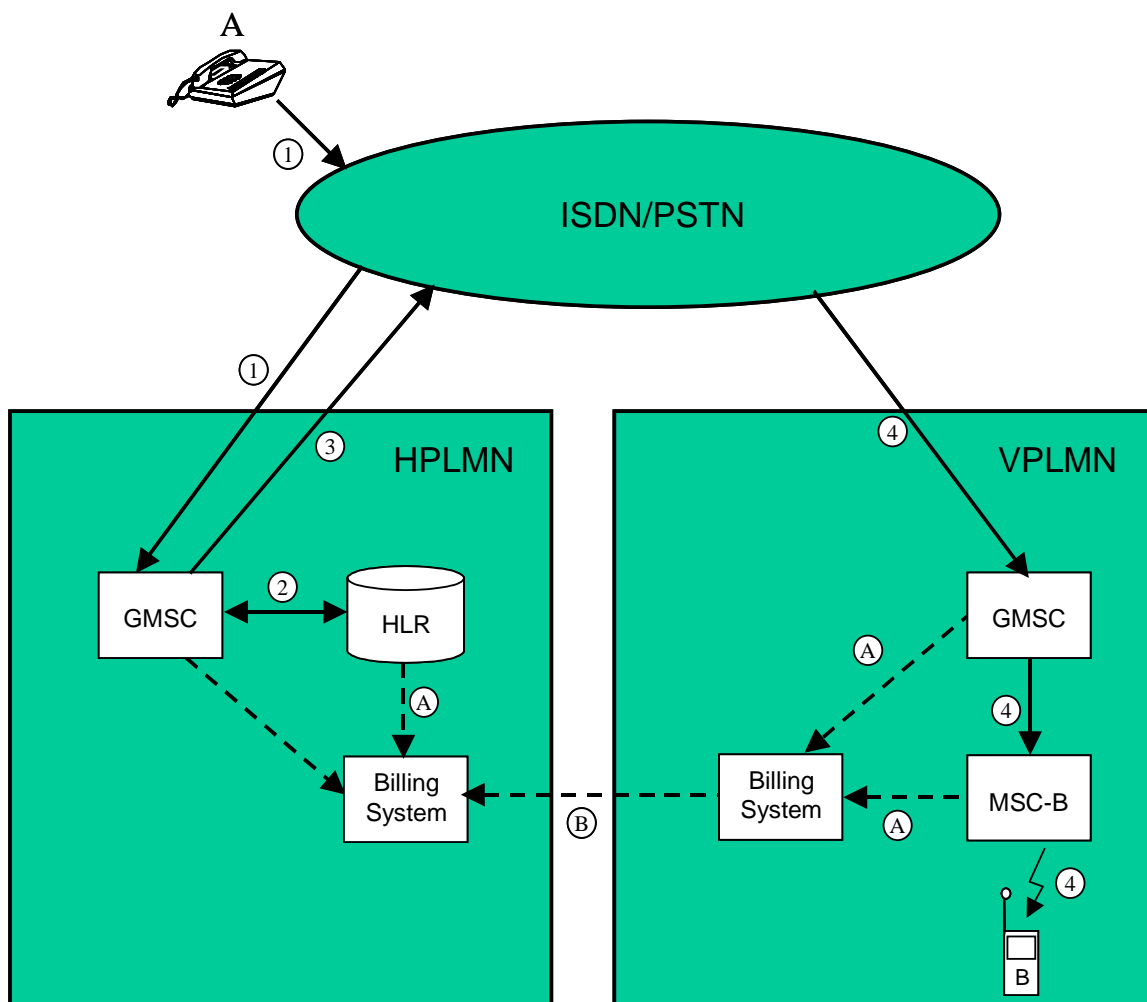 A
1
ISDN/PSTN
1
3
4
HPLMN
VPLMN
GMSC
2
HLR
GMSC
A
A
4
Billing
System
B
Billing
System
A
MSC-B
4
B